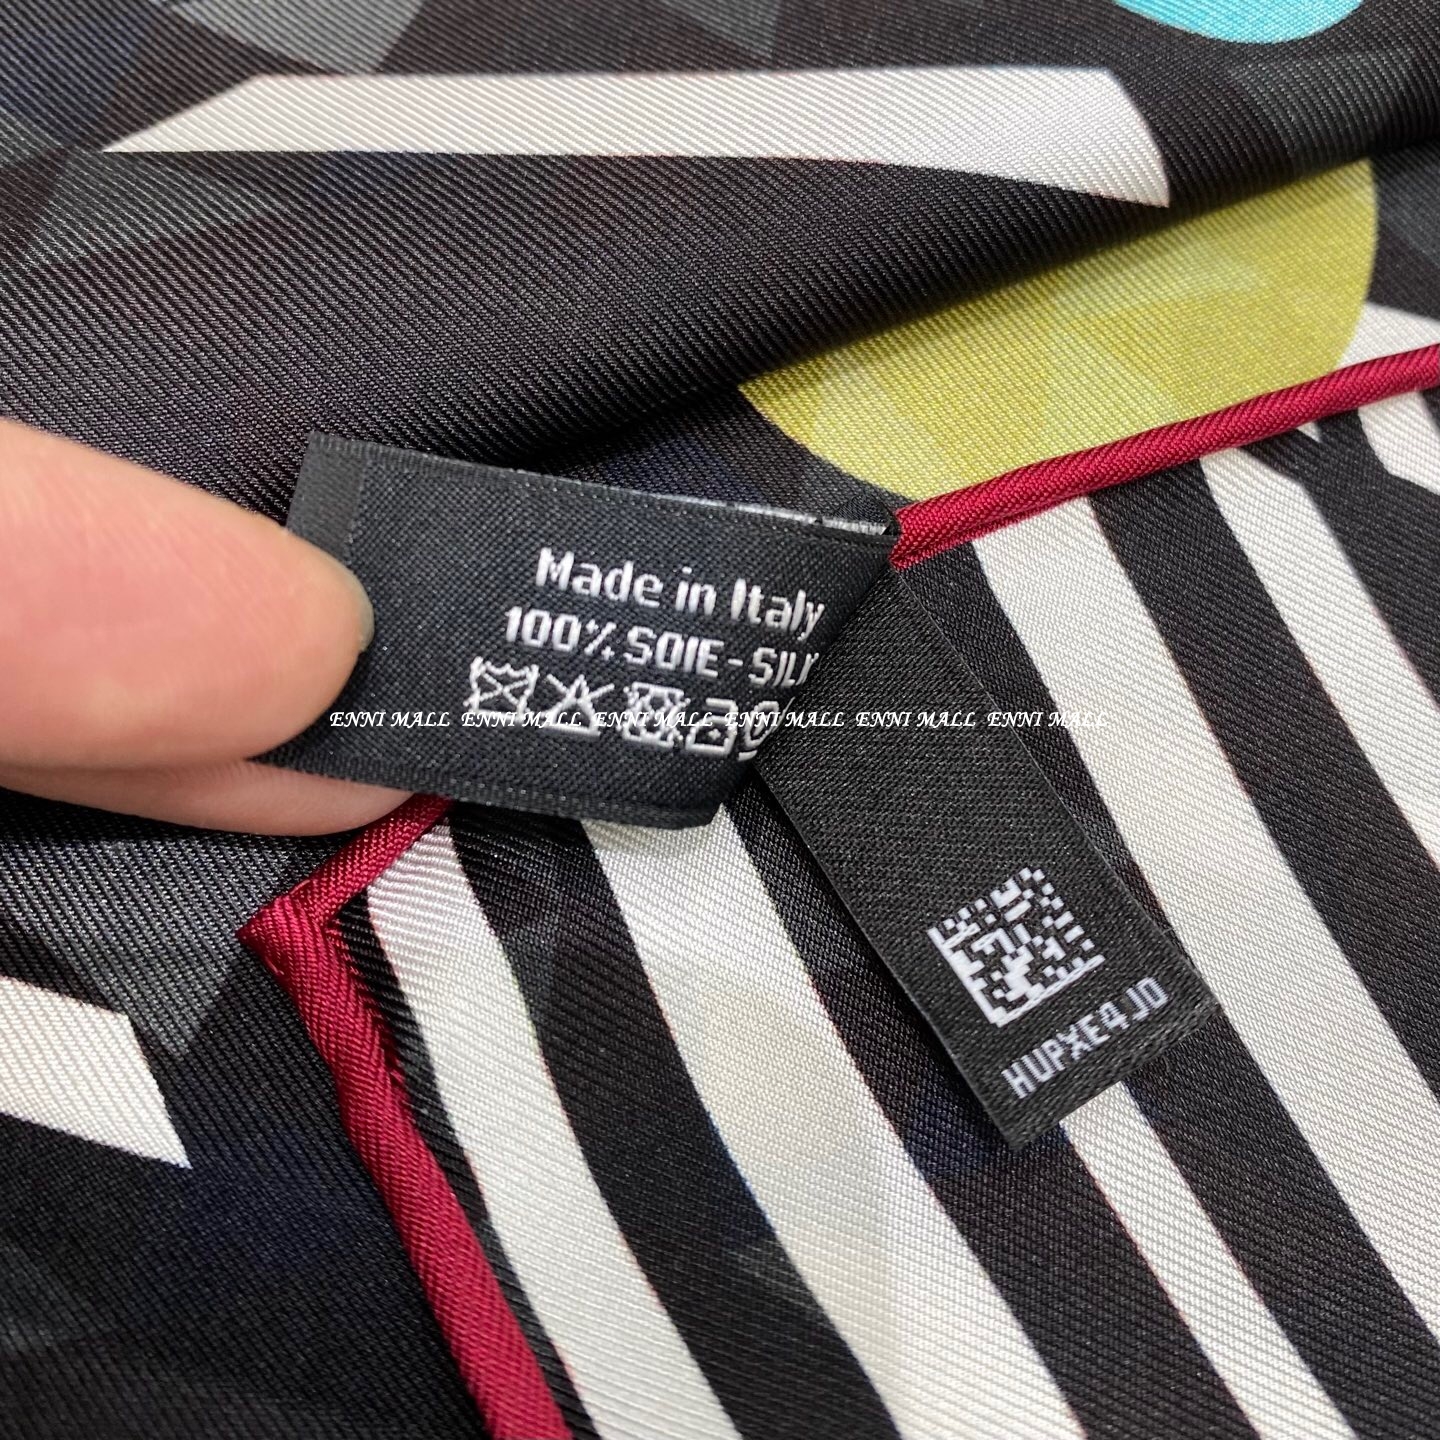 Made in Italy
100% SOIE - SILK
ENNI MALL ENNI MALL ENNI MALL ENNI MALL ENNI MALL ENNI MALL
HUPXE4JD